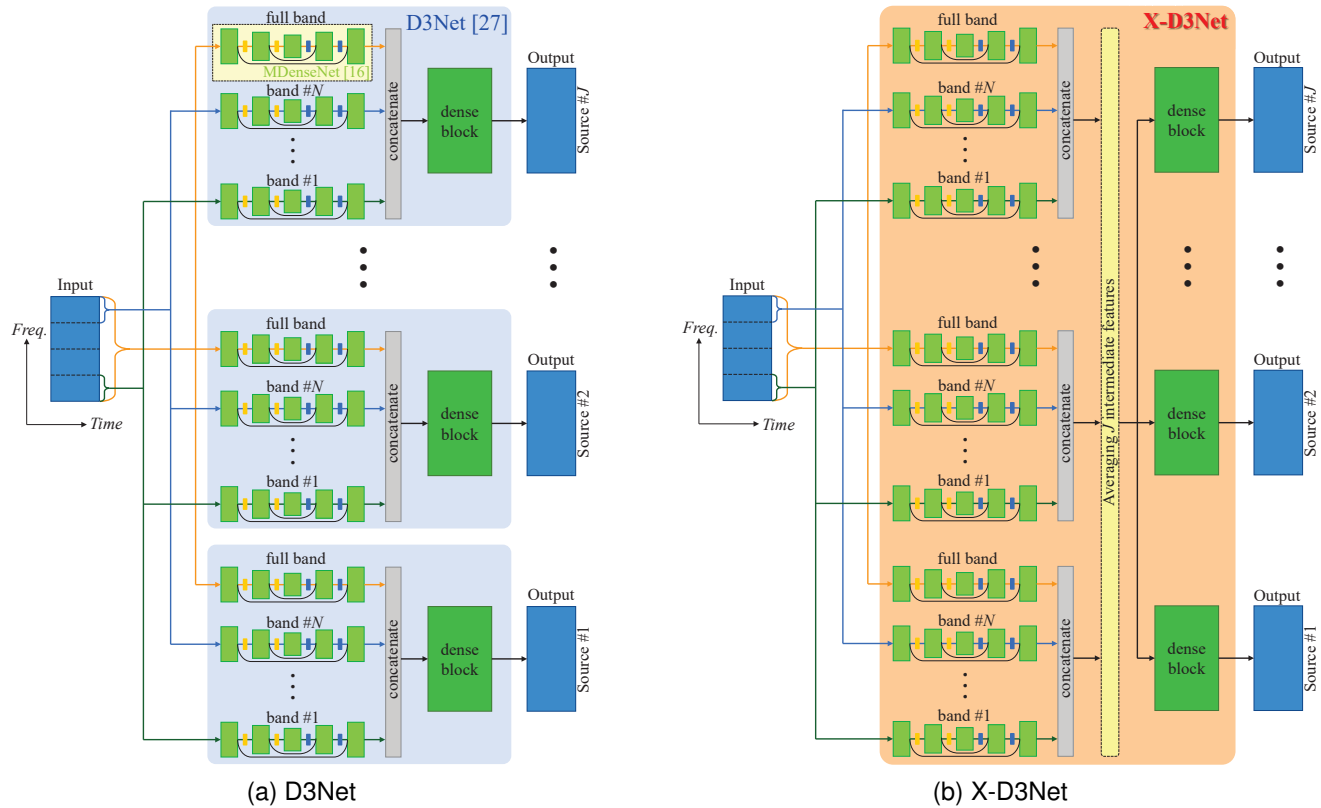 full band
D3Net [27]
MDenseNet [16]
band #N
band #1
concatenate
dense
block
Output
Source #J
Input
Freq.
Time
full band
band #N
band #1
concatenate
dense
block
Output
Source #2
full band
band #N
band #1
concatenate
dense
block
Output
Source #1
(a) D3Net
full band
X-D3Net
band #N
band #1
concatenate
dense
block
Output
Source #J
Input
Freq.
Time
full band
band #N
band #1
concatenate
Averaging J intermediate features
dense
block
Output
Source #2
full band
band #N
band #1
concatenate
dense
block
Output
Source #1
(b) X-D3Net